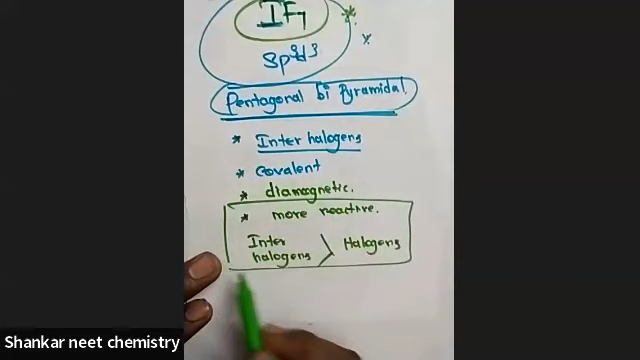 IF₇ *
sp³d³ *
Pentagonal bi Pyramidal.
* Inter halogens
* covalent
* diamagnetic.
* more reactive.
Inter halogens > Halogens
Shankar neet chemistry